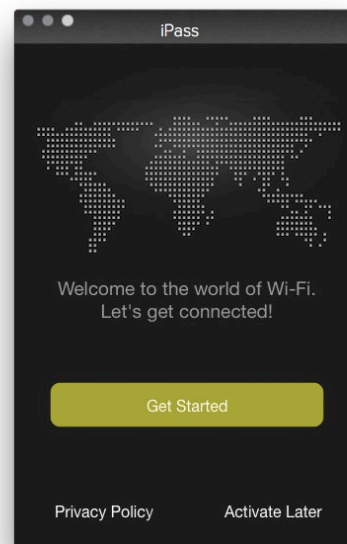 iPass
Welcome to the world of Wi-Fi.
Let's get connected!
Get Started
Privacy Policy
Activate Later